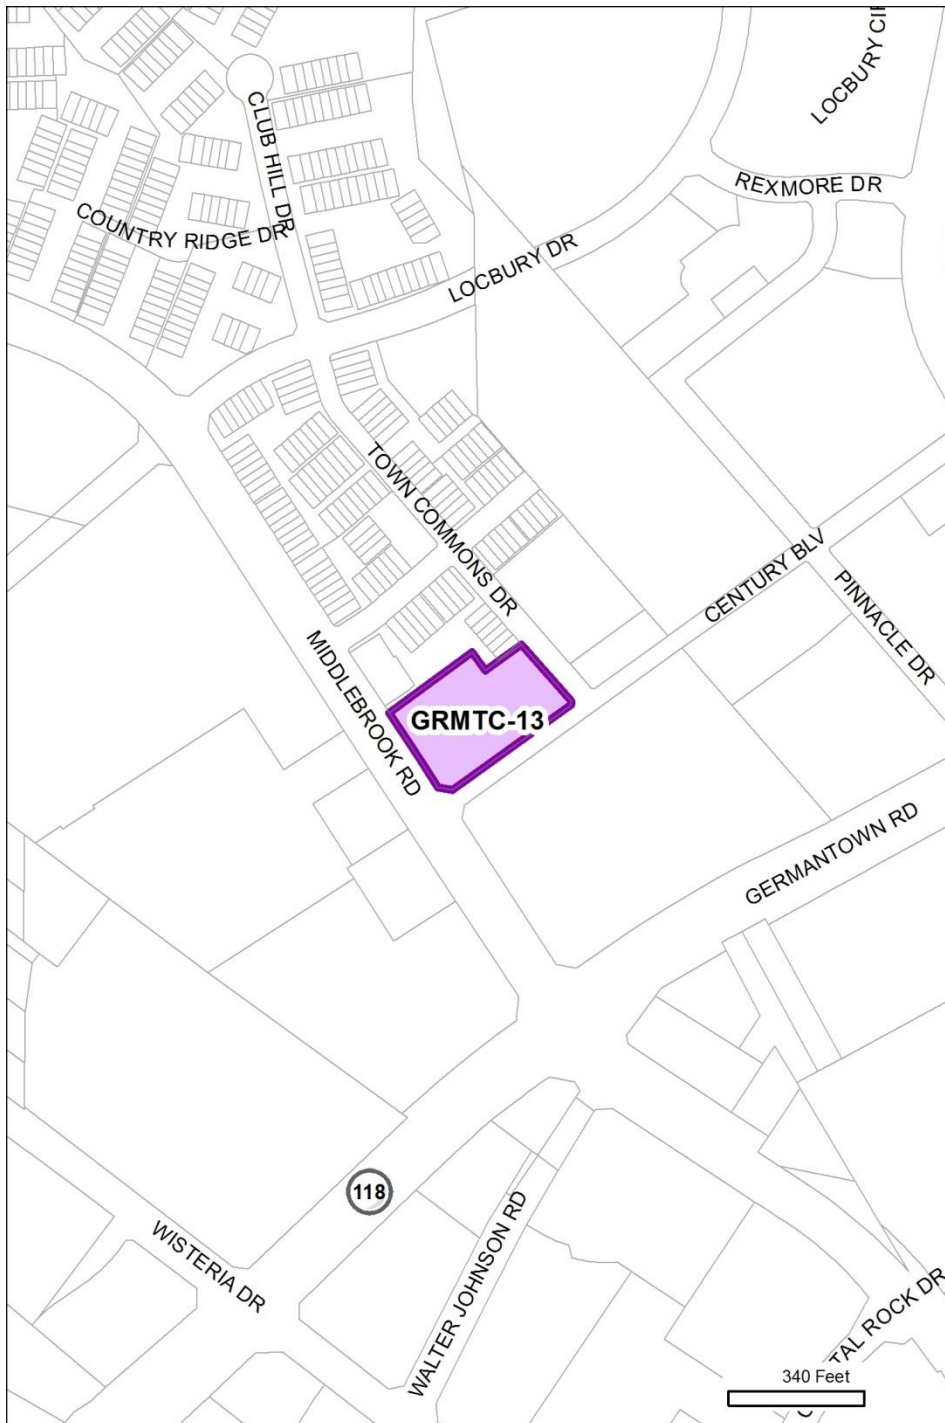 LOCBURY CIR
CLUB HILL DR
REXMORE DR
COUNTRY RIDGE DR
LOCBURY DR
TOWN COMMONS DR
CENTURY BLV
PINNACLE DR
MIDDLEBROOK RD
GRMTC-13
GERMANTOWN RD
118
WISTERIA DR
WALTER JOHNSON RD
TAL ROCK DR
340 Feet